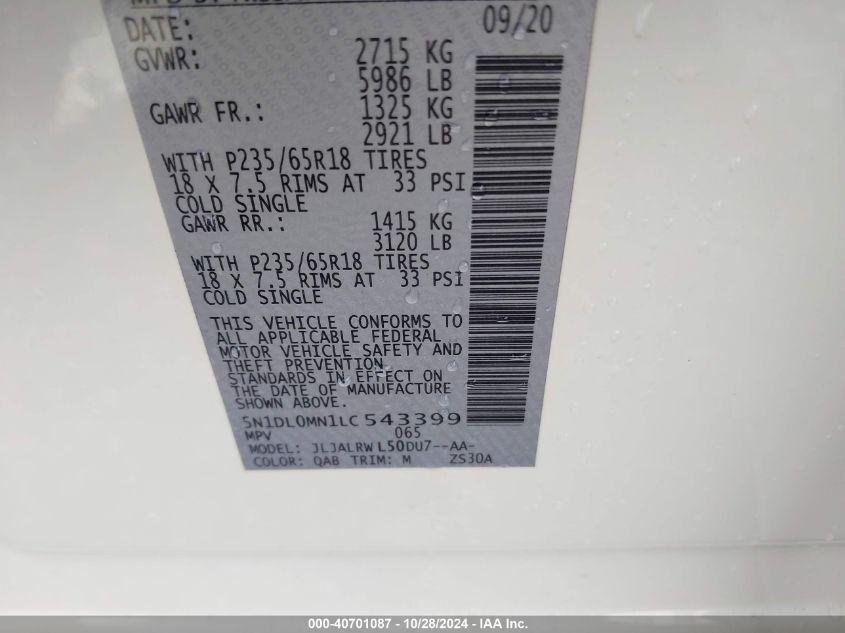 DATE: 09/20
GVWR: 2715 KG
5986 LB
GAWR FR.: 1325 KG
2921 LB
WITH P235/65R18 TIRES
18 X 7.5 RIMS AT 33 PSI
COLD SINGLE
GAWR RR.: 1415 KG
3120 LB
WITH P235/65R18 TIRES
18 X 7.5 RIMS AT 33 PSI
COLD SINGLE
THIS VEHICLE CONFORMS TO
ALL APPLICABLE FEDERAL
MOTOR VEHICLE SAFETY AND
THEFT PREVENTION
STANDARDS IN EFFECT ON
THE DATE OF MANUFACTURE
SHOWN ABOVE.
5N1DL0MN1LC543399
MPV 065
MODEL: JLJALRWL50DU7--AA-
COLOR: QAB TRIM: M ZS30A
000-40701087 - 10/28/2024 - IAA Inc.